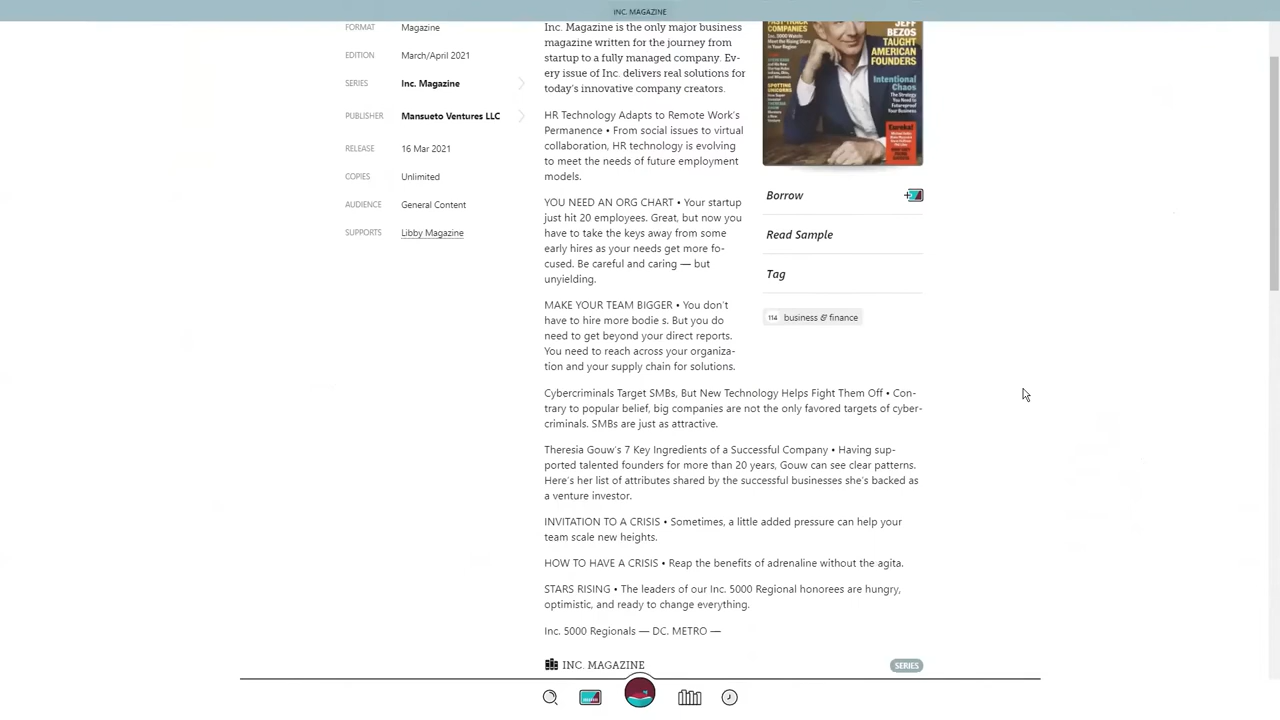 INC. MAGAZINE
FORMAT Magazine
EDITION March/April 2021
SERIES Inc. Magazine
PUBLISHER Mansueto Ventures LLC
RELEASE 16 Mar 2021
COPIES Unlimited
AUDIENCE General Content
SUPPORTS Libby Magazine
Inc. Magazine is the only major business
magazine written for the journey from
startup to a fully managed company. Ev-
ery issue of Inc. delivers real solutions for
today's innovative company creators.
HR Technology Adapts to Remote Work's
Permanence • From social issues to virtual
collaboration, HR technology is evolving
to meet the needs of future employment
models.
YOU NEED AN ORG CHART • Your startup
just hit 20 employees. Great, but now you
have to take the keys away from some
early hires as your needs get more fo-
cused. Be careful and caring — but
unyielding.
MAKE YOUR TEAM BIGGER • You don't
have to hire more bodie s. But you do
need to get beyond your direct reports.
You need to reach across your organiza-
tion and your supply chain for solutions.
Cybercriminals Target SMBs, But New Technology Helps Fight Them Off • Con-
trary to popular belief, big companies are not the only favored targets of cyber-
criminals. SMBs are just as attractive.
Theresia Gouw's 7 Key Ingredients of a Successful Company • Having sup-
ported talented founders for more than 20 years, Gouw can see clear patterns.
Here's her list of attributes shared by the successful businesses she's backed as
a venture investor.
INVITATION TO A CRISIS • Sometimes, a little added pressure can help your
team scale new heights.
HOW TO HAVE A CRISIS • Reap the benefits of adrenaline without the agita.
STARS RISING • The leaders of our Inc. 5000 Regional honorees are hungry,
optimistic, and ready to change everything.
Inc. 5000 Regionals — DC. METRO —
FAST-TRACK
COMPANIES
JEFF
BEZOS
TAUGHT
AMERICAN
FOUNDERS
SPOTTING
UNICORNS
Intentional
Chaos
The Strategy
You Need to
Futureproof
Your Business
Eureka!
Borrow
Read Sample
Tag
114 business & finance
INC. MAGAZINE SERIES